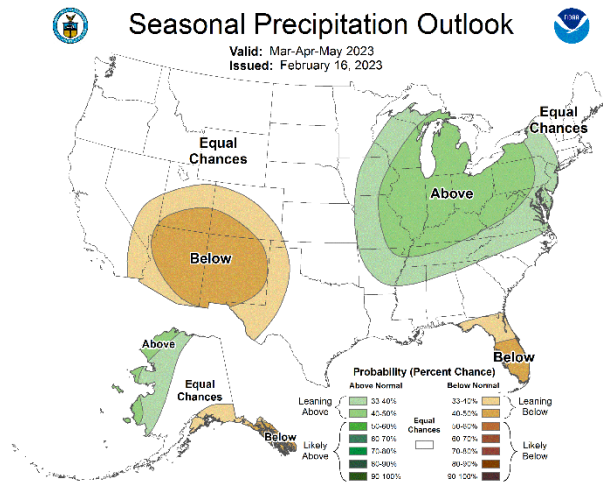 Seasonal Precipitation Outlook
Valid: Mar-Apr-May 2023
Issued: February 16, 2023
NOAA
Equal
Chances
Equal
Chances
Above
Below
Above
Equal
Chances
Below
Below
Probability (Percent Chance)
Above Normal
Below Normal
Leaning
Above
33-40%
40-50%
Likely
Above
50-60%
60-70%
70-80%
80-90%
90-100%
Equal
Chances
33-40%
40-50%
Leaning
Below
50-60%
60-70%
70-80%
80-90%
90-100%
Likely
Below